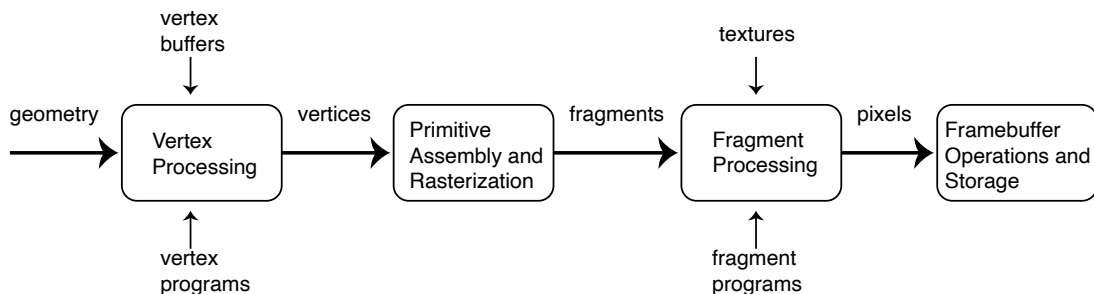 vertex
buffers
textures
geometry
vertices
fragments
pixels
Vertex
Processing
Primitive
Assembly and
Rasterization
Fragment
Processing
Framebuffer
Operations and
Storage
vertex
programs
fragment
programs